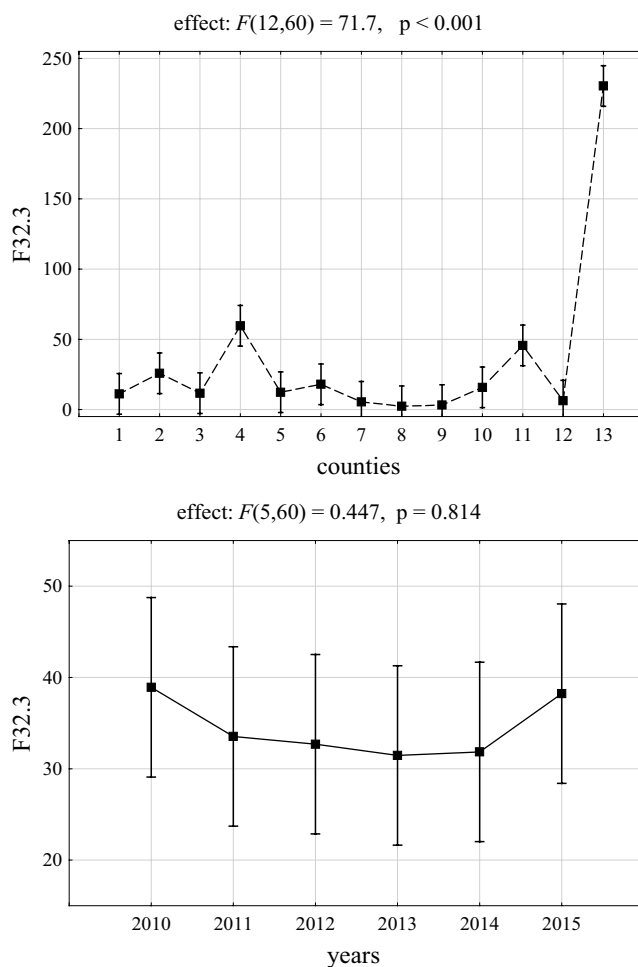 effect: F(12,60) = 71.7, p < 0.001
250
200
150
100
50
0
F32.3
1 2 3 4 5 6 7 8 9 10 11 12 13
counties
effect: F(5,60) = 0.447, p = 0.814
50
40
30
20
F32.3
2010 2011 2012 2013 2014 2015
years